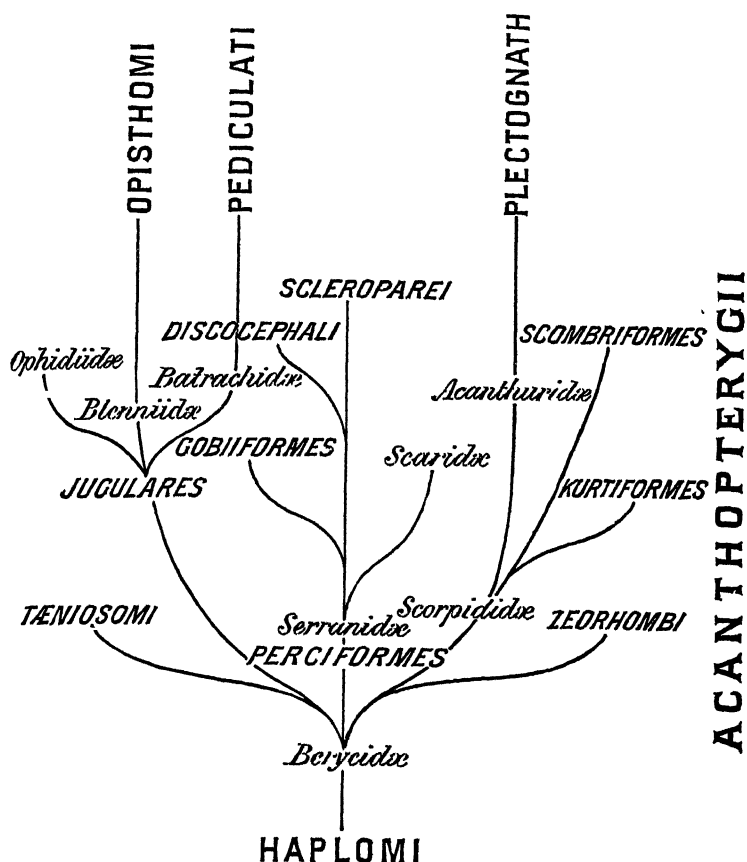 OPISTHOMI
PEDICULATI
PLECTOGNATH
SCLEROPAREI
DISCOCEPHALI
SCOMBRIFORMES
Ophidiidæ
Batrachidæ
Acanthuridæ
Blenniidæ
GOBIIFORMES
Scaridæ
JUGULARES
KURTIFORMES
ACANTHOPTERYGII
TÆNIOSOMI
Serranidæ
Scorpididæ
ZEORHOMBI
PERCIFORMES
Berycidæ
HAPLOMI